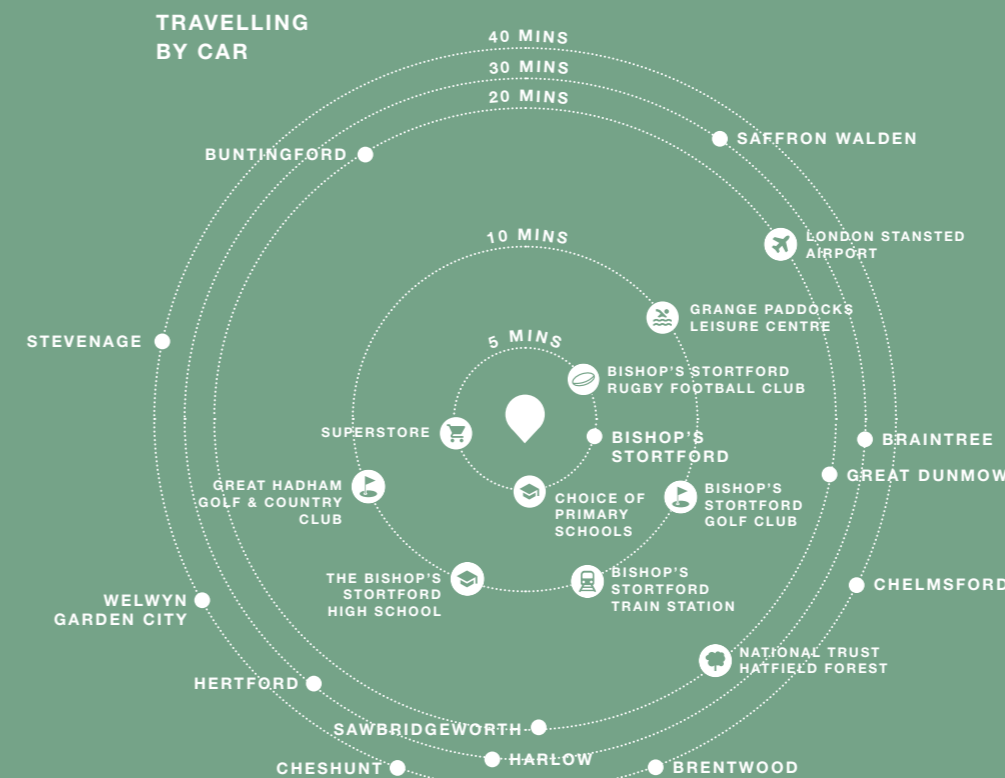 TRAVELLING
BY CAR
40 MINS
30 MINS
20 MINS
SAFFRON WALDEN
BUNTINGFORD
10 MINS
LONDON STANSTED
AIRPORT
GRANGE PADDOCKS
LEISURE CENTRE
5 MINS
STEVENAGE
BISHOP'S STORTFORD
RUGBY FOOTBALL CLUB
SUPERSTORE
BISHOP'S
STORTFORD
BRAINTREE
GREAT DUNMOW
GREAT HADHAM
GOLF & COUNTRY
CLUB
CHOICE OF
PRIMARY
SCHOOLS
BISHOP'S
STORTFORD
GOLF CLUB
THE BISHOP'S
STORTFORD
HIGH SCHOOL
BISHOP'S
STORTFORD
TRAIN STATION
CHELMSFORD
WELWYN
GARDEN CITY
NATIONAL TRUST
HATFIELD FOREST
HERTFORD
SAWBRIDGEWORTH
HARLOW
CHESHUNT
BRENTWOOD